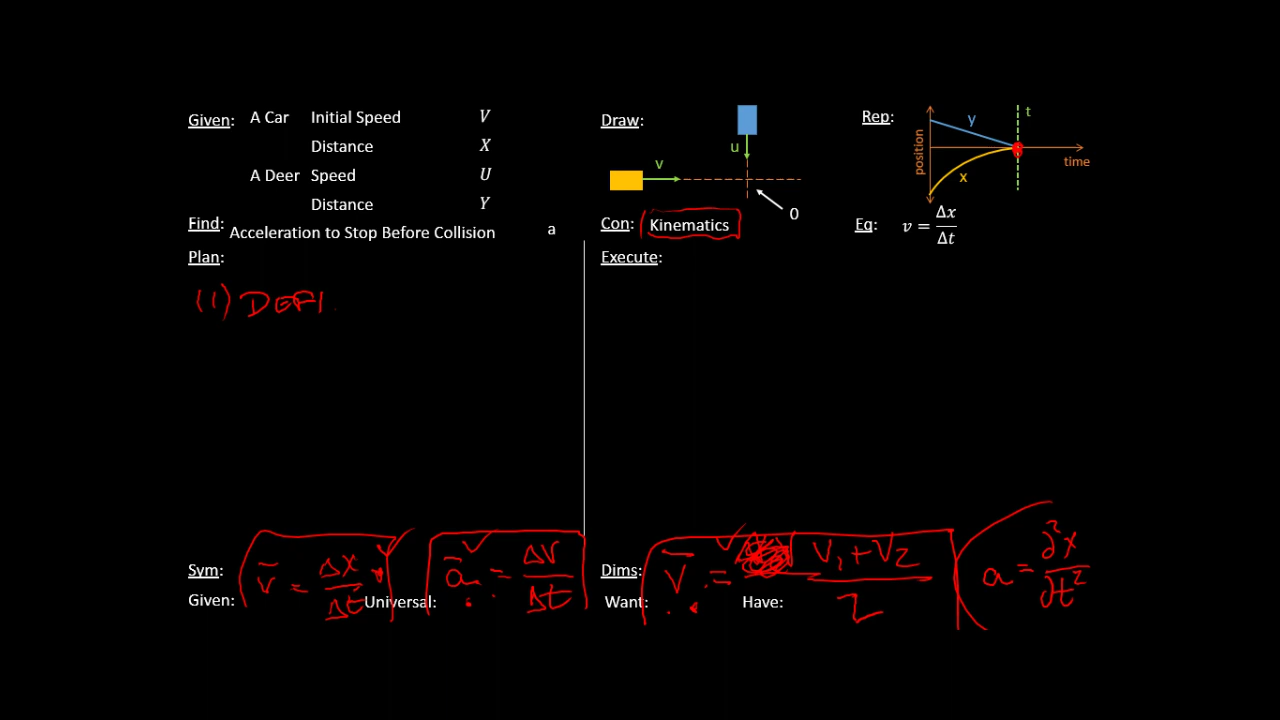 Given: A Car Initial Speed V
Distance X
A Deer Speed U
Distance Y
Find: Acceleration to Stop Before Collision a
Draw:
u
v
0
Rep:
position
y
x
t
time
Con: Kinematics
Eq: v = Δx/Δt
Plan:
(1) DEFI
Execute:
Sym:
v̄ = Δx/Δt
ā = Δv/Δt
Dims:
v̄ = (V₁+V₂)/2
a = ∂²x/∂t²
Given: Universal: Want: Have: